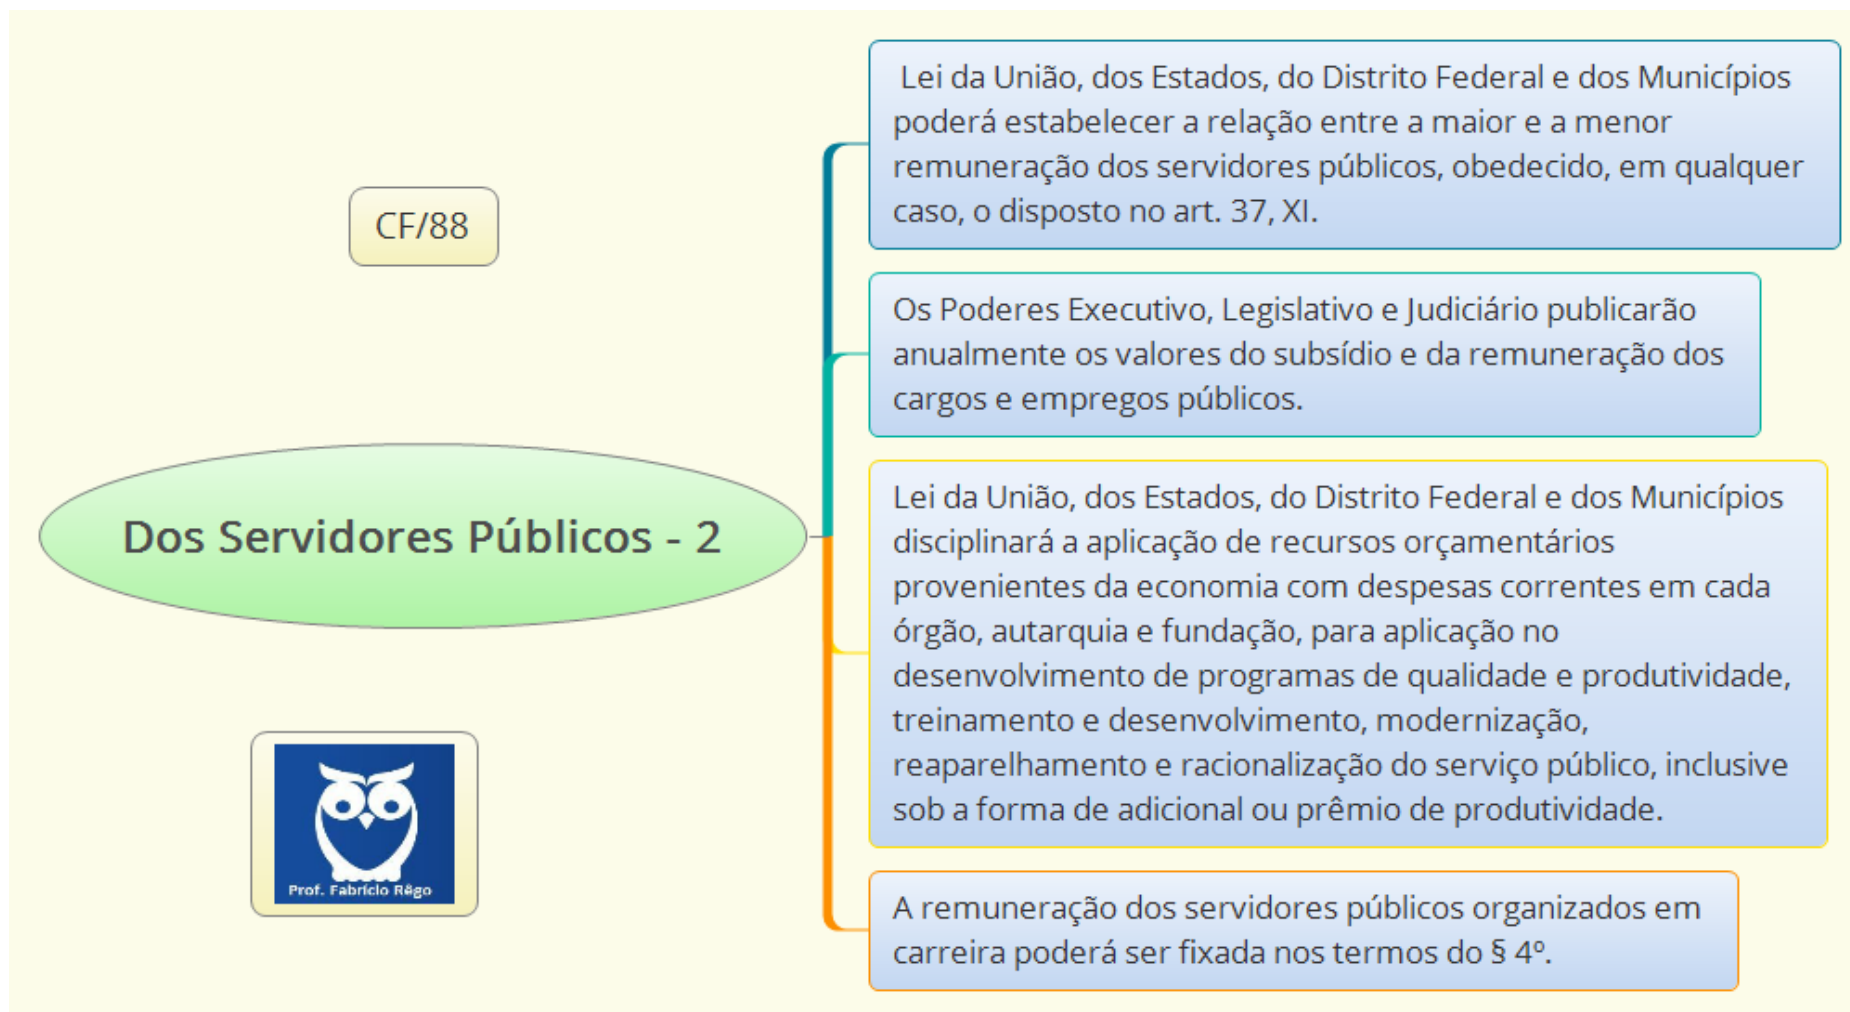 CF/88
Dos Servidores Públicos - 2
Prof. Fabrício Rêgo
Lei da União, dos Estados, do Distrito Federal e dos Municípios
poderá estabelecer a relação entre a maior e a menor
remuneração dos servidores públicos, obedecido, em qualquer
caso, o disposto no art. 37, XI.
Os Poderes Executivo, Legislativo e Judiciário publicarão
anualmente os valores do subsídio e da remuneração dos
cargos e empregos públicos.
Lei da União, dos Estados, do Distrito Federal e dos Municípios
disciplinará a aplicação de recursos orçamentários
provenientes da economia com despesas correntes em cada
órgão, autarquia e fundação, para aplicação no
desenvolvimento de programas de qualidade e produtividade,
treinamento e desenvolvimento, modernização,
reaparelhamento e racionalização do serviço público, inclusive
sob a forma de adicional ou prêmio de produtividade.
A remuneração dos servidores públicos organizados em
carreira poderá ser fixada nos termos do § 4º.